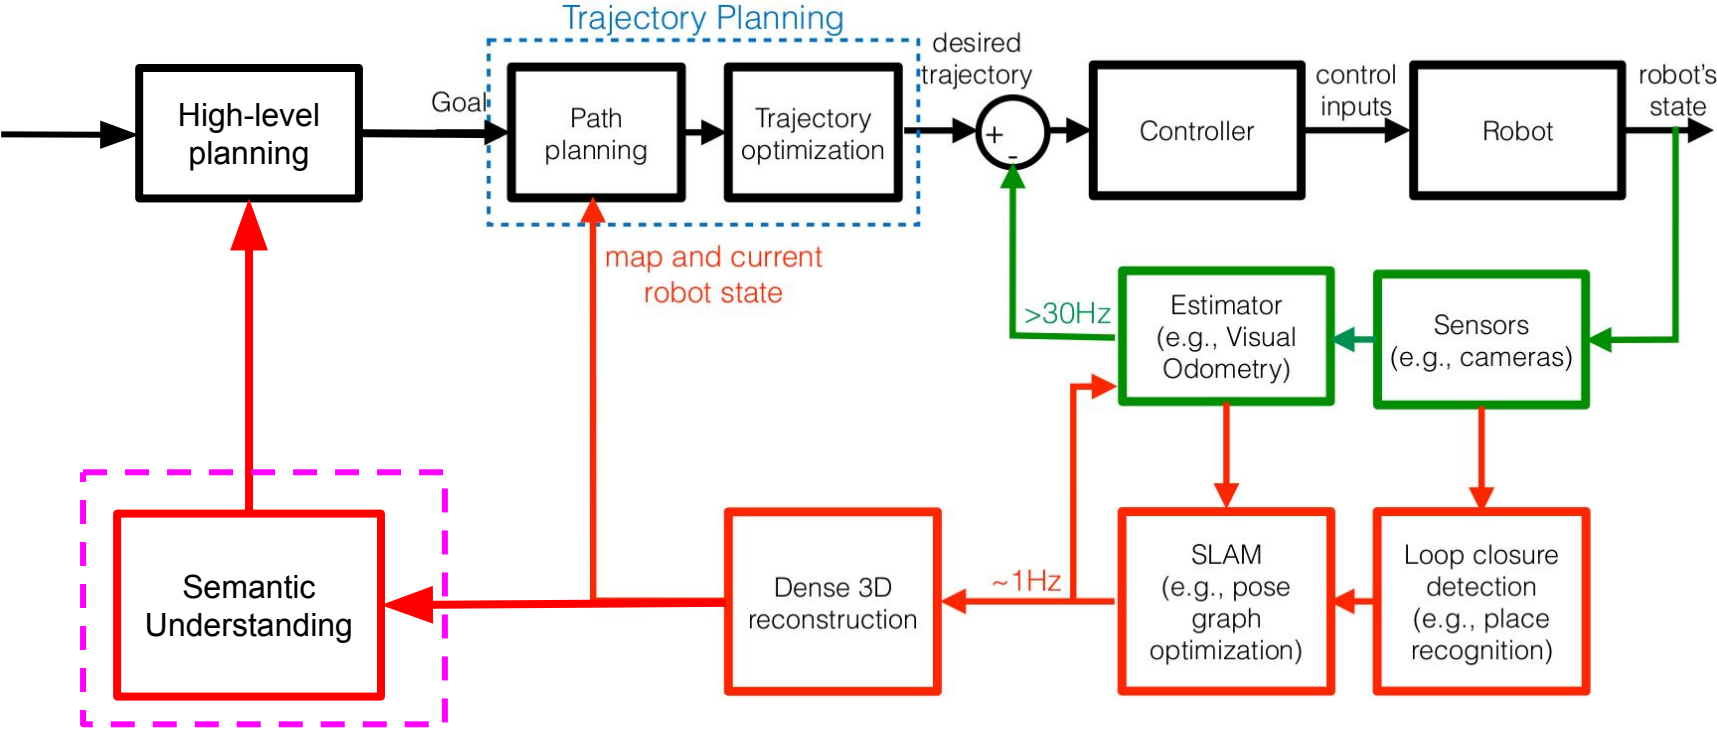 Trajectory Planning
High-level
planning
Goal
Path
planning
Trajectory
optimization
desired
trajectory
+
-
Controller
control
inputs
Robot
robot's
state
map and current
robot state
>30Hz
Estimator
(e.g., Visual
Odometry)
Sensors
(e.g., cameras)
Semantic
Understanding
Dense 3D
reconstruction
~1Hz
SLAM
(e.g., pose
graph
optimization)
Loop closure
detection
(e.g., place
recognition)